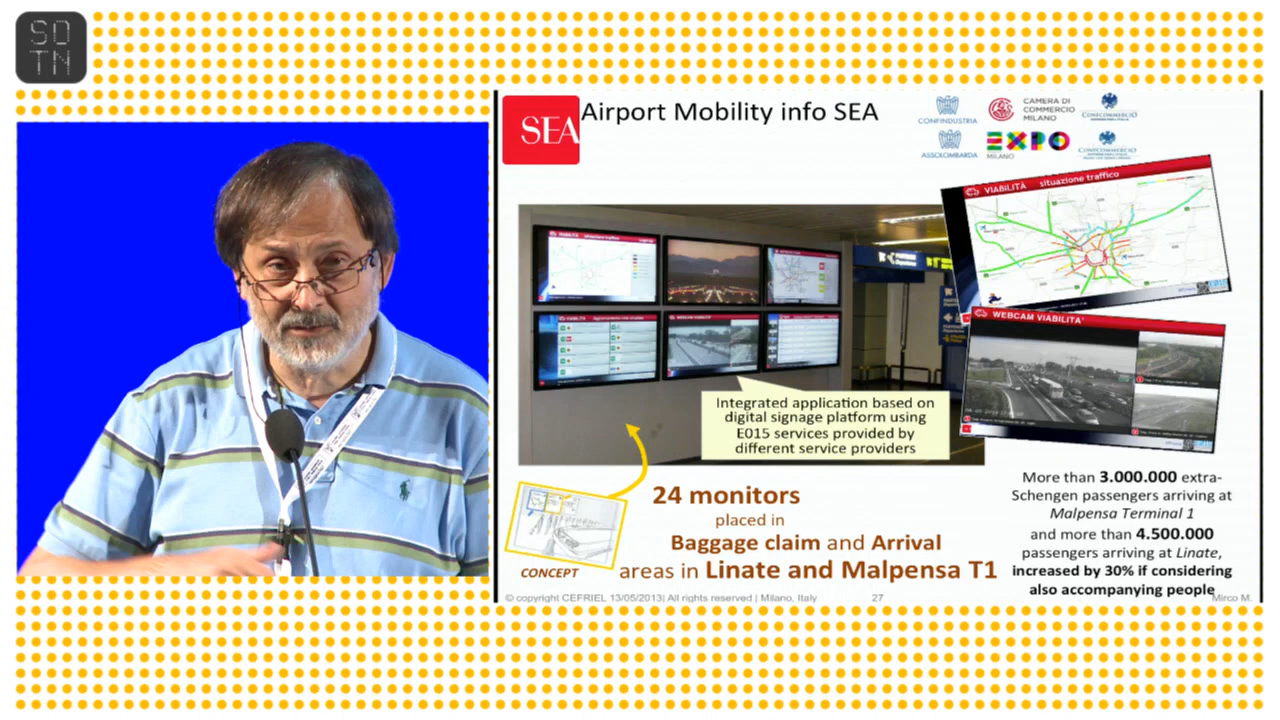 SO
TN
SEA
Airport Mobility info SEA
CONFINDUSTRIA
CAMERA DI
COMMERCIO
MILANO
CONFCOMMERCIO
ASSOLOMBARDA
EXPO
MILANO
CONFCOMMERCIO
VIABILITÀ situazione traffico
WEBCAM VIABILITA'
Integrated application based on
digital signage platform using
E015 services provided by
different service providers
24 monitors
placed in
Baggage claim and Arrival
areas in Linate and Malpensa T1
CONCEPT
More than 3.000.000 extra-
Schengen passengers arriving at
Malpensa Terminal 1
and more than 4.500.000
passengers arriving at Linate,
increased by 30% if considering
also accompanying people
© copyright CEFRIEL 13/05/2013| All rights reserved | Milano, Italy
27
Mirco M.